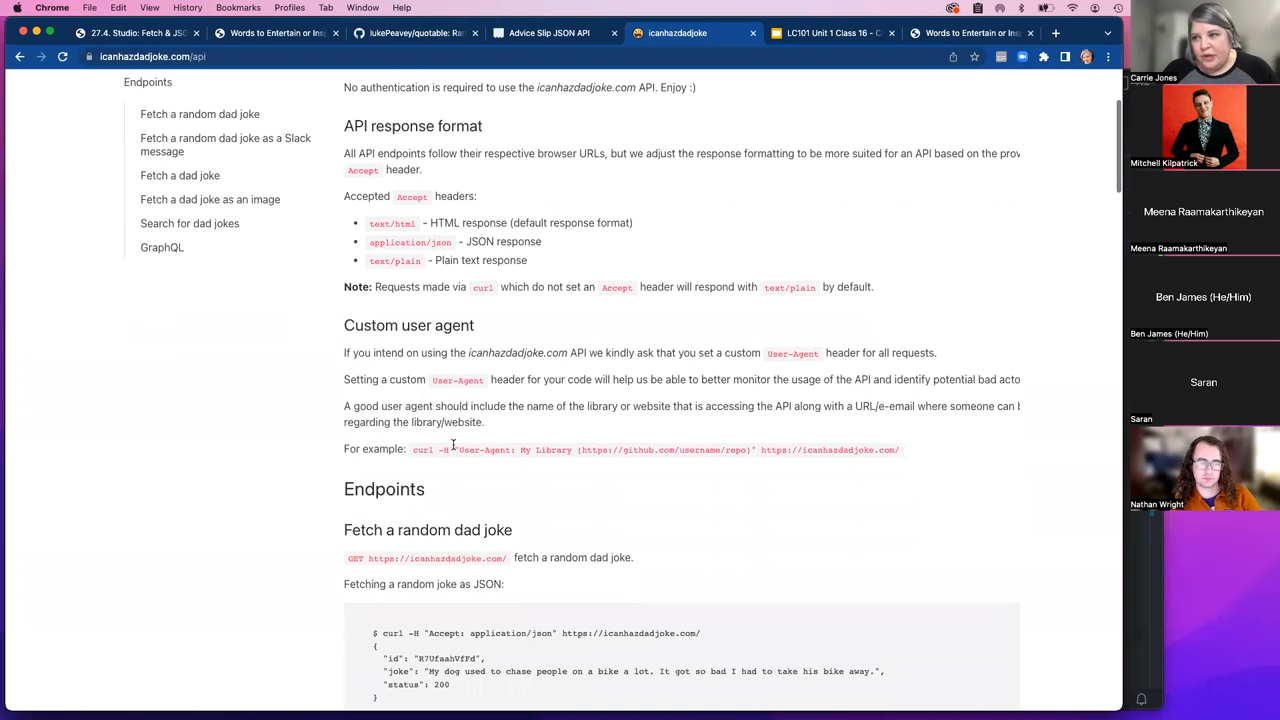 Chrome File Edit View History Bookmarks Profiles Tab Window Help
27.4. Studio: Fetch & JSO
Words to Entertain or Ins
lukePeavey/quotable: Ra
Advice Slip JSON API
icanhazdadjoke
LC101 Unit 1 Class 16 - C
Words to Entertain or Ins
icanhazdadjoke.com/api
Endpoints
Fetch a random dad joke
Fetch a random dad joke as a Slack
message
Fetch a dad joke
Fetch a dad joke as an image
Search for dad jokes
GraphQL
No authentication is required to use the icanhazdadjoke.com API. Enjoy :)
API response format
All API endpoints follow their respective browser URLs, but we adjust the response formatting to be more suited for an API based on the prov
Accept header.
Accepted Accept headers:
• text/html - HTML response (default response format)
• application/json - JSON response
• text/plain - Plain text response
Note: Requests made via curl which do not set an Accept header will respond with text/plain by default.
Custom user agent
If you intend on using the icanhazdadjoke.com API we kindly ask that you set a custom User-Agent header for all requests.
Setting a custom User-Agent header for your code will help us be able to better monitor the usage of the API and identify potential bad acto
A good user agent should include the name of the library or website that is accessing the API along with a URL/e-mail where someone can b
regarding the library/website.
For example: curl -H "User-Agent: My Library (https://github.com/username/repo)" https://icanhazdadjoke.com/
Endpoints
Fetch a random dad joke
GET https://icanhazdadjoke.com/ fetch a random dad joke.
Fetching a random joke as JSON:
$ curl -H "Accept: application/json" https://icanhazdadjoke.com/
{
"id": "R7UfaahVfFd",
"joke": "My dog used to chase people on a bike a lot. It got so bad I had to take his bike away.",
"status": 200
}
Carrie Jones
Mitchell Kilpatrick
Meena Raamakarthikeyan
Meena Raamakarthikeyan
Ben James (He/Him)
Ben James (He/Him)
Saran
Saran
Nathan Wright